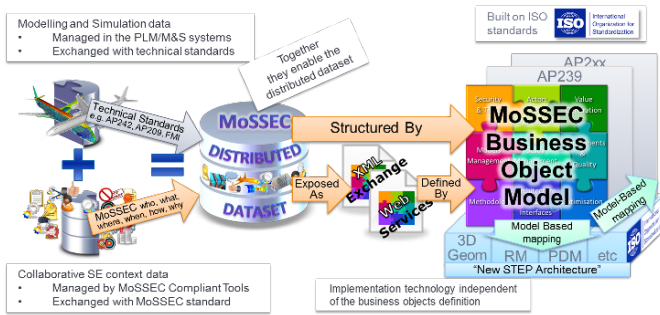 Modelling and Simulation data
• Managed in the PLM/M&S systems
• Exchanged with technical standards
Together
they enable the
distributed dataset
Built on ISO
standards
ISO
International
Organization for
Standardization
AP2xx
AP239
Technical Standards
e.g. AP242, AP209, FMI
MoSSEC
DISTRIBUTED
DATASET
Structured By
Exposed
As
XML
Exchange
Web
Services
Defined
By
Security
Value
MoSSEC
Business
Object
Model
Quality
Interfaces
MoSSEC who, what,
where, when, how, why
Model Based
mapping
Model-Based
mapping
3D
Geom
RM
PDM
etc
ISO
"New STEP Architecture"
Collaborative SE context data
• Managed by MoSSEC Compliant Tools
• Exchanged with MoSSEC standard
Implementation technology independent
of the business objects definition